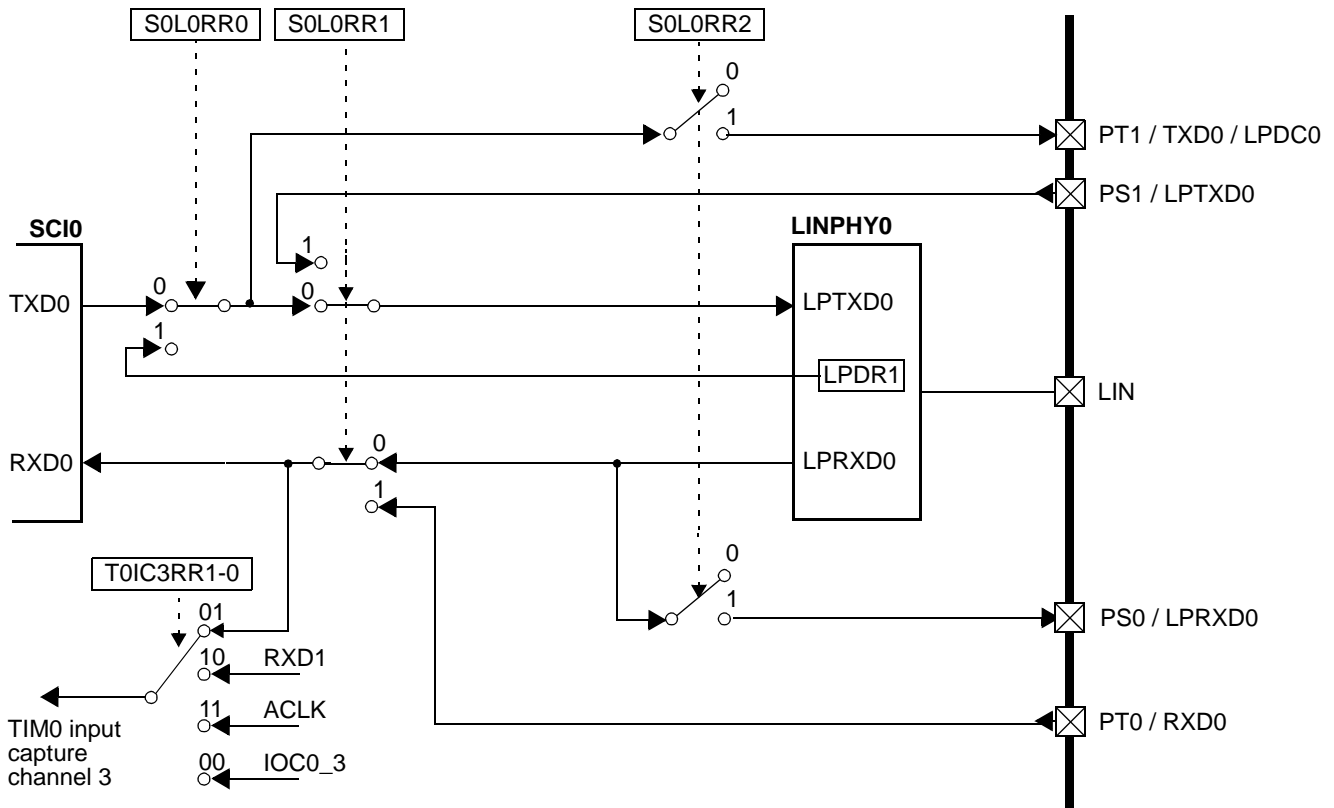 S0L0RR0
S0L0RR1
S0L0RR2
0
1
PT1 / TXD0 / LPDC0
PS1 / LPTXD0
SCI0
LINPHY0
1
0
0
TXD0
LPTXD0
1
LPDR1
LIN
0
RXD0
LPRXD0
1
0
T0IC3RR1-0
1
01
PS0 / LPRXD0
10
RXD1
11
ACLK
PT0 / RXD0
TIM0 input
capture
channel 3
00
IOC0_3